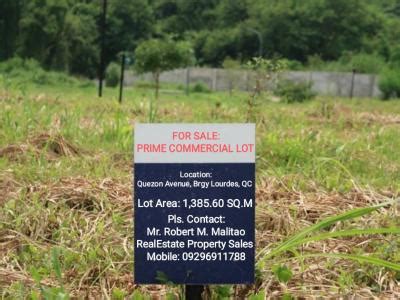 FOR SALE:
PRIME COMMERCIAL LOT
Location:
Quezon Avenue, Brgy Lourdes, QC
Lot Area: 1,385.60 SQ.M
Pls. Contact:
Mr. Robert M. Malitao
RealEstate Property Sales
Mobile: 09296911788